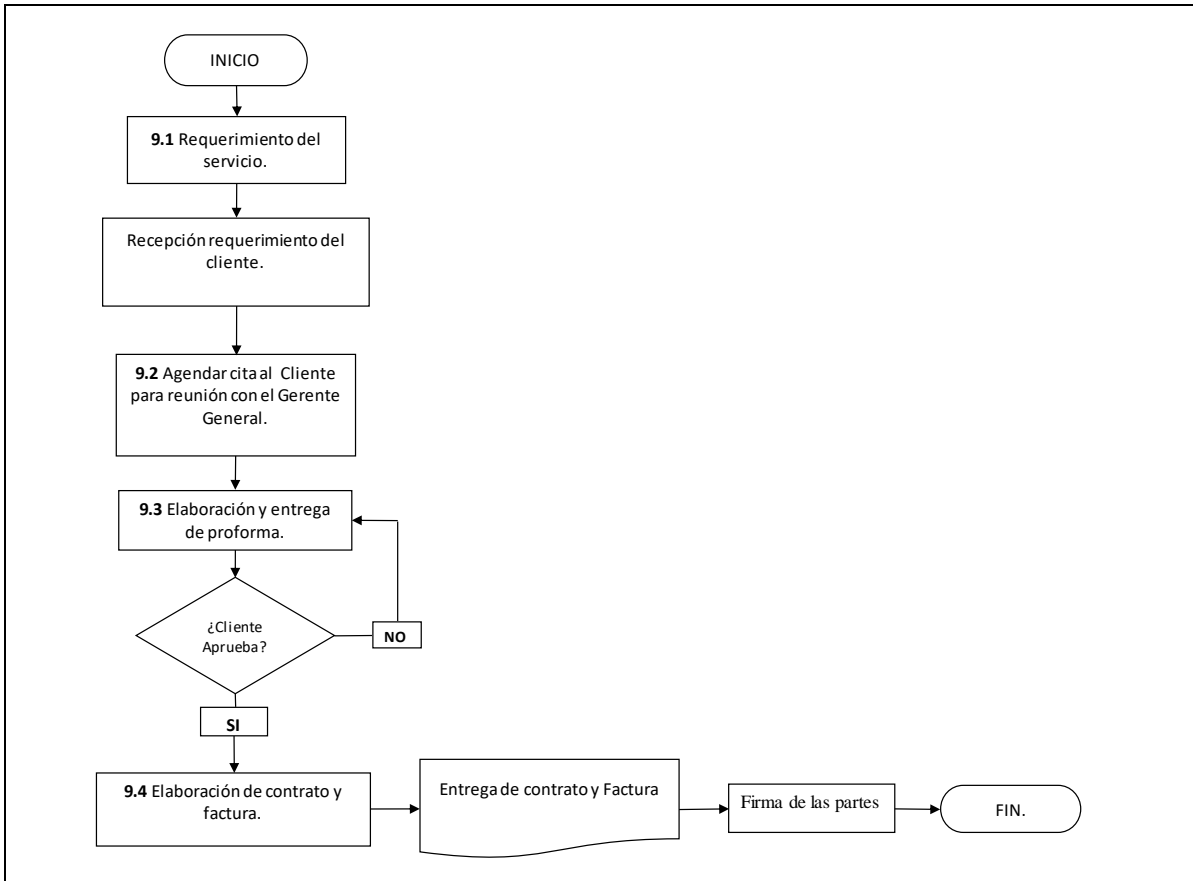 INICIO
9.1 Requerimiento del
servicio.
Recepción requerimiento del
cliente.
9.2 Agendar cita al Cliente
para reunión con el Gerente
General.
9.3 Elaboración y entrega
de proforma.
¿Cliente
Aprueba?
NO
SI
9.4 Elaboración de contrato y
factura.
Entrega de contrato y Factura
Firma de las partes
FIN.